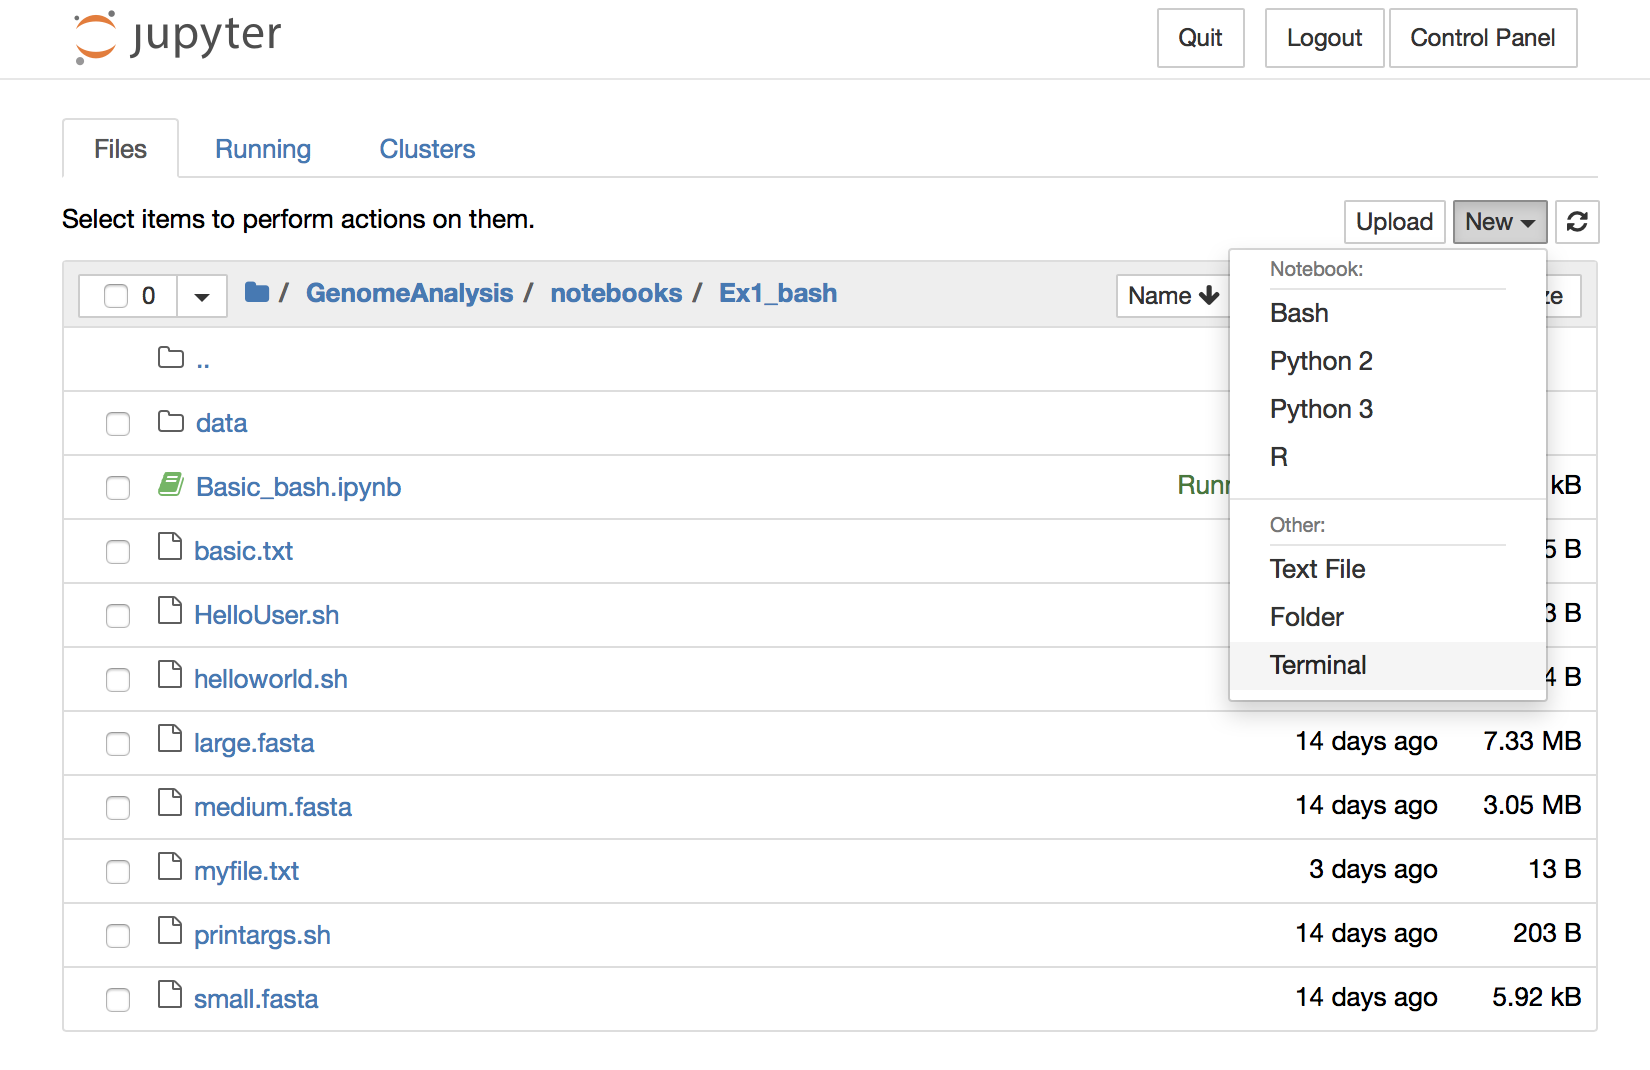 jupyter
Quit Logout Control Panel
Files Running Clusters
Select items to perform actions on them.
Upload New
0 / GenomeAnalysis / notebooks / Ex1_bash Name
Notebook:
Bash
Python 2
Python 3
R
Other:
Text File
Folder
Terminal
..
data
Basic_bash.ipynb kB
basic.txt 5 B
HelloUser.sh 3 B
helloworld.sh 4 B
large.fasta 14 days ago 7.33 MB
medium.fasta 14 days ago 3.05 MB
myfile.txt 3 days ago 13 B
printargs.sh 14 days ago 203 B
small.fasta 14 days ago 5.92 kB